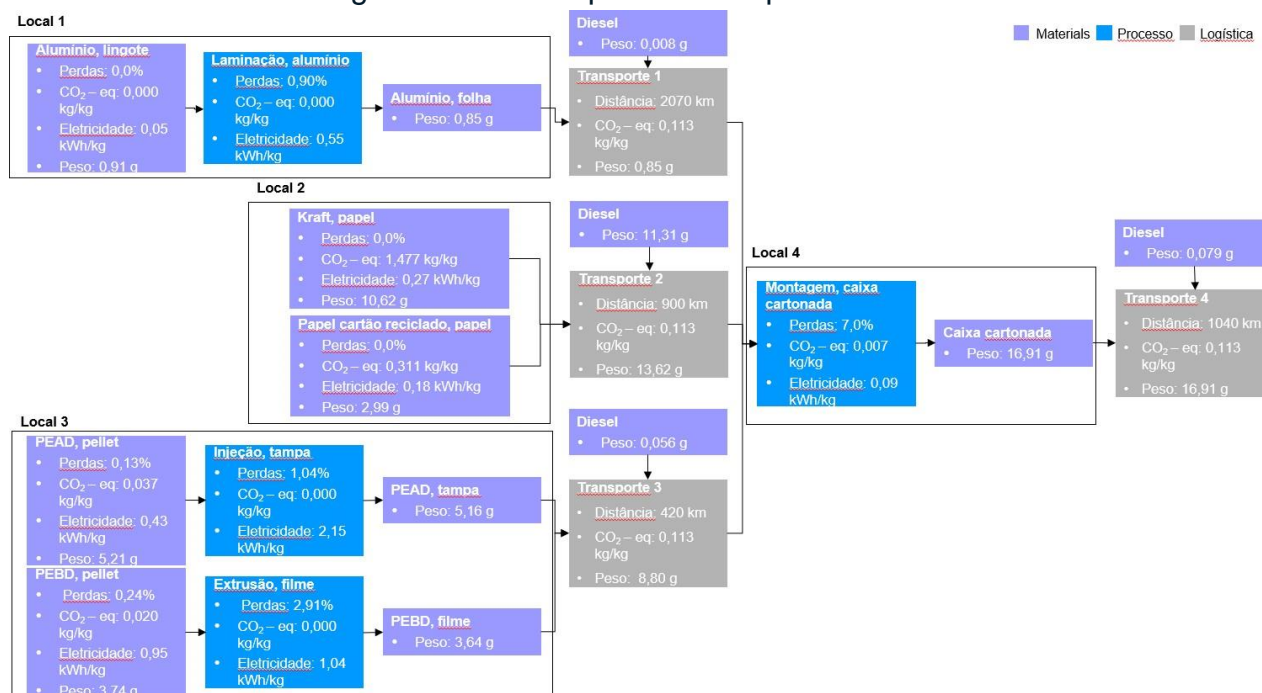 Local 1
Alumínio, lingote
• Perdas: 0,0%
• CO₂ – eq: 0,000
kg/kg
• Eletricidade: 0,05
kWh/kg
• Peso: 0,91 g
Laminação, alumínio
• Perdas: 0,90%
• CO₂ – eq: 0,000
kg/kg
• Eletricidade: 0,55
kWh/kg
Alumínio, folha
• Peso: 0,85 g
Diesel
• Peso: 0,008 g
Transporte 1
• Distância: 2070 km
• CO₂ – eq: 0,113
kg/kg
• Peso: 0,85 g
Materials
Processo
Logística
Local 2
Kraft, papel
• Perdas: 0,0%
• CO₂ – eq: 1,477 kg/kg
• Eletricidade: 0,27 kWh/kg
• Peso: 10,62 g
Papel cartão reciclado, papel
• Perdas: 0,0%
• CO₂ – eq: 0,311 kg/kg
• Eletricidade: 0,18 kWh/kg
• Peso: 2,99 g
Diesel
• Peso: 11,31 g
Transporte 2
• Distância: 900 km
• CO₂ – eq: 0,113
kg/kg
• Peso: 13,62 g
Local 3
PEAD, pellet
• Perdas: 0,13%
• CO₂ – eq: 0,037
kg/kg
• Eletricidade: 0,43
kWh/kg
• Peso: 5,21 g
Injeção, tampa
• Perdas: 1,04%
• CO₂ – eq: 0,000
kg/kg
• Eletricidade: 2,15
kWh/kg
PEAD, tampa
• Peso: 5,16 g
PEBD, pellet
• Perdas: 0,24%
• CO₂ – eq: 0,020
kg/kg
• Eletricidade: 0,95
kWh/kg
• Peso: 3,74 g
Extrusão, filme
• Perdas: 2,91%
• CO₂ – eq: 0,000
kg/kg
• Eletricidade: 1,04
kWh/kg
PEBD, filme
• Peso: 3,64 g
Diesel
• Peso: 0,056 g
Transporte 3
• Distância: 420 km
• CO₂ – eq: 0,113
kg/kg
• Peso: 8,80 g
Local 4
Montagem, caixa
cartonada
• Perdas: 7,0%
• CO₂ – eq: 0,007
kg/kg
• Eletricidade: 0,09
kWh/kg
Caixa cartonada
• Peso: 16,91 g
Diesel
• Peso: 0,079 g
Transporte 4
• Distância: 1040 km
• CO₂ – eq: 0,113
kg/kg
• Peso: 16,91 g